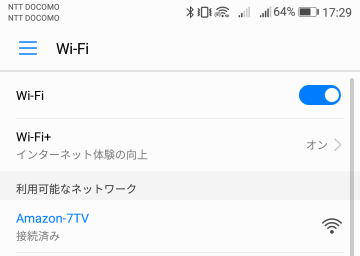 NTT DOCOMO
NTT DOCOMO
64% 17:29
Wi-Fi
Wi-Fi
Wi-Fi+
インターネット体験の向上
オン
利用可能なネットワーク
Amazon-7TV
接続済み